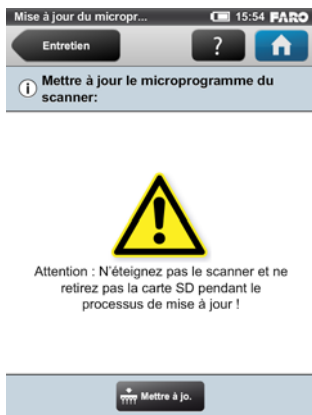 Mise à jour du micropr... 15:54 FARO
Entretien ?
Mettre à jour le microprogramme du
scanner:
Attention : N'éteignez pas le scanner et ne
retirez pas la carte SD pendant le
processus de mise à jour !
Mettre à jo.